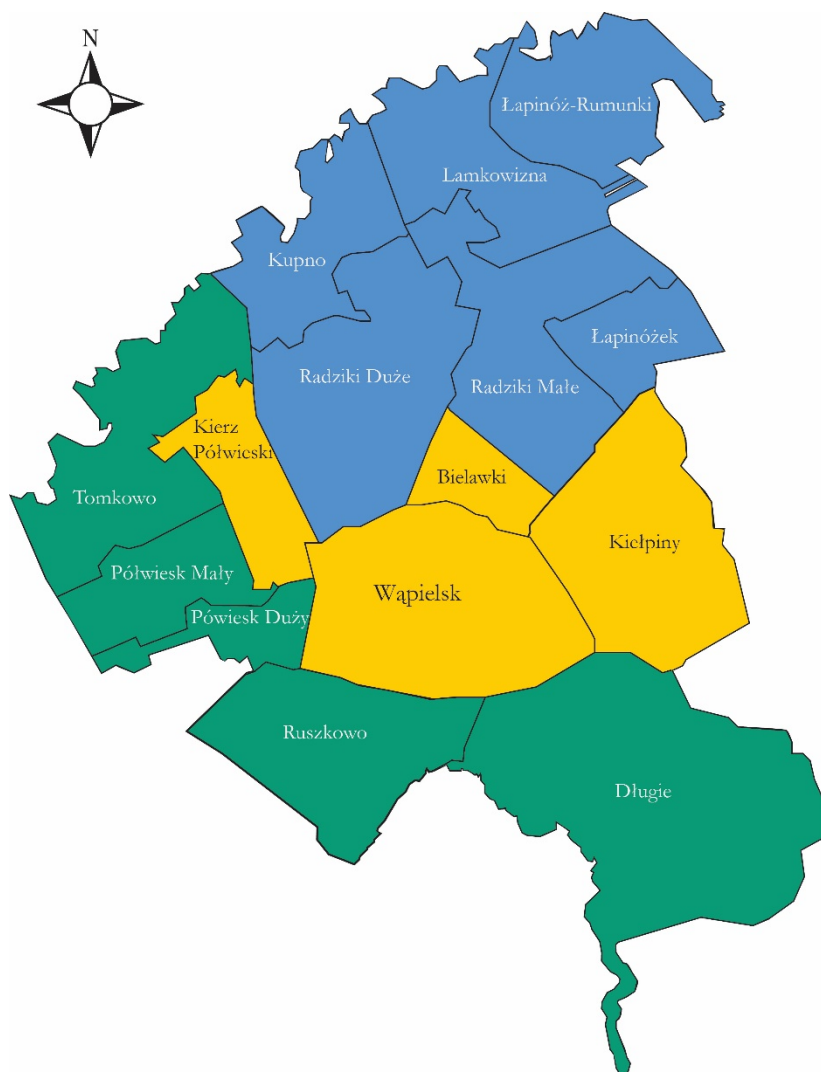 N
Łapinóż-Rumunki
Lamkowizna
Kupno
Łapinóżek
Radziki Duże
Radziki Małe
Kierz
Półwieski
Bielawki
Tomkowo
Kiełpiny
Półwiesk Mały
Wąpielsk
Pówiesk Duży
Ruszkowo
Długie